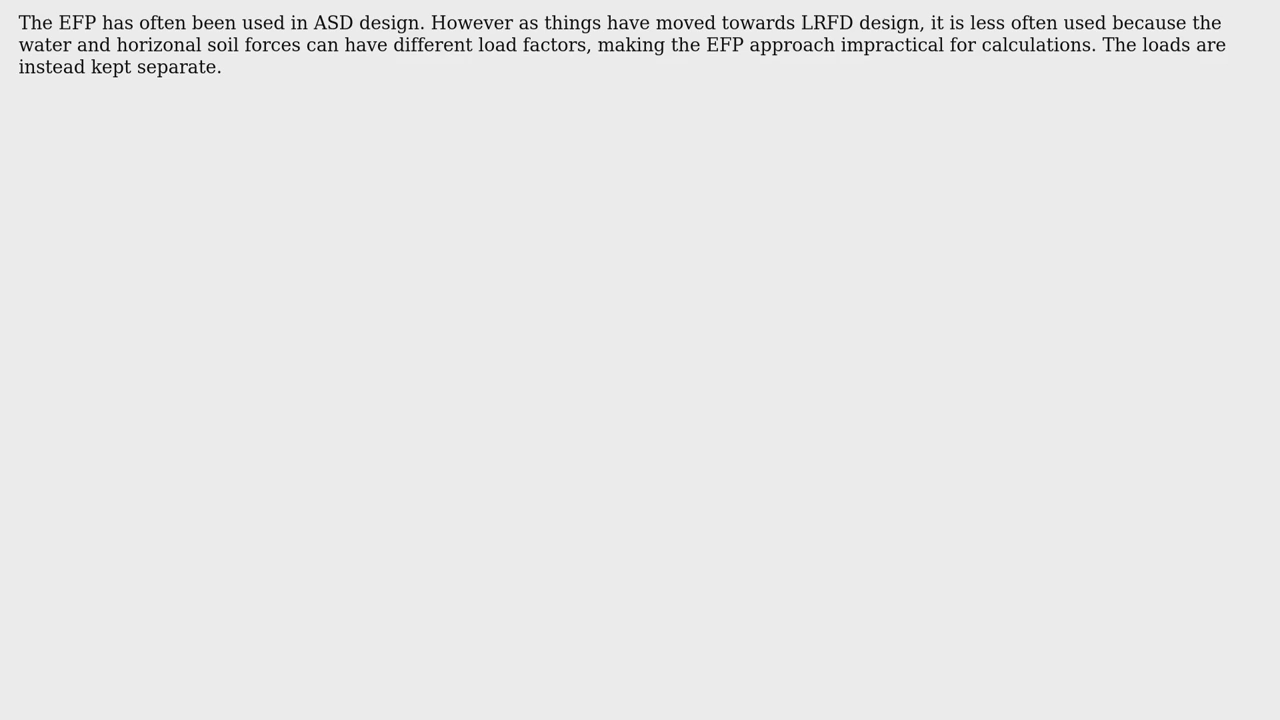 The EFP has often been used in ASD design. However as things have moved towards LRFD design, it is less often used because the
water and horizonal soil forces can have different load factors, making the EFP approach impractical for calculations. The loads are
instead kept separate.